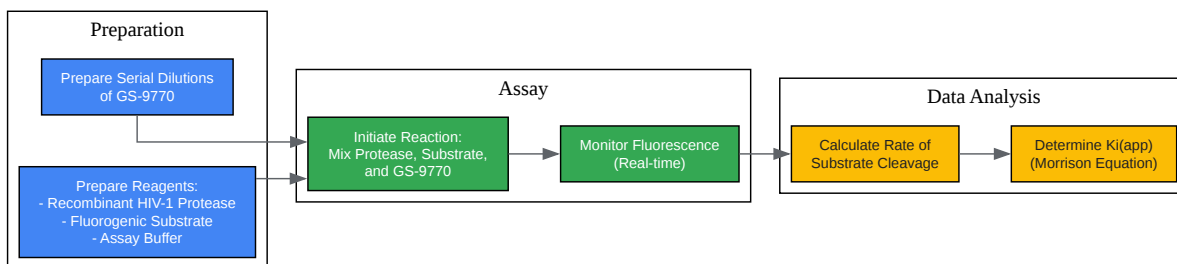 Preparation
Prepare Serial Dilutions
of GS-9770
Prepare Reagents:
- Recombinant HIV-1 Protease
- Fluorogenic Substrate
- Assay Buffer
Assay
Initiate Reaction:
Mix Protease, Substrate,
and GS-9770
Monitor Fluorescence
(Real-time)
Data Analysis
Calculate Rate of
Substrate Cleavage
Determine Ki(app)
(Morrison Equation)